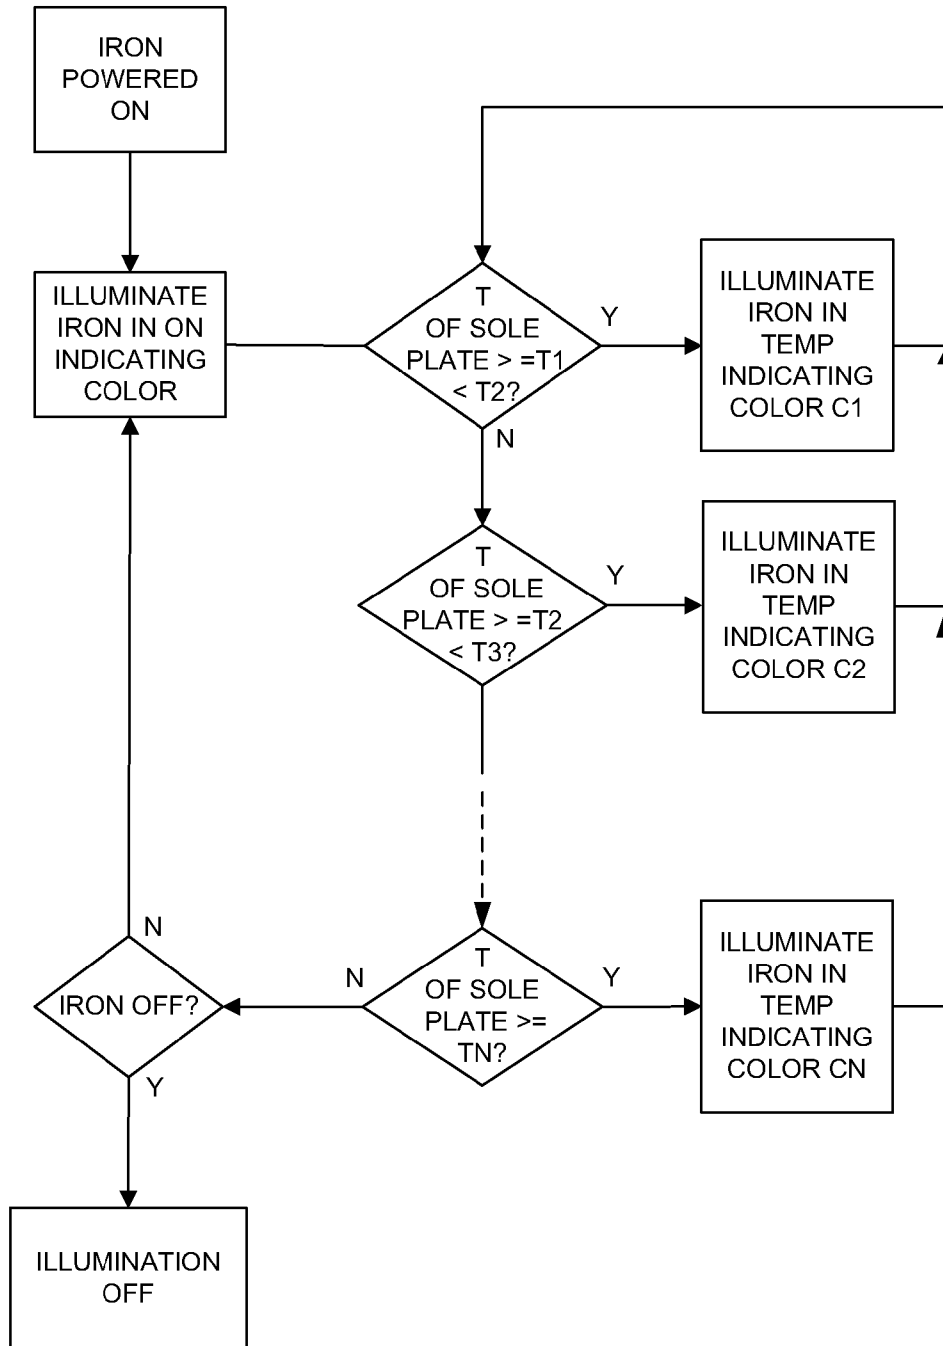 IRON
POWERED
ON
ILLUMINATE
IRON IN ON
INDICATING
COLOR
T
OF SOLE
PLATE > =T1
< T2?
Y
N
ILLUMINATE
IRON IN
TEMP
INDICATING
COLOR C1
T
OF SOLE
PLATE > =T2
< T3?
Y
ILLUMINATE
IRON IN
TEMP
INDICATING
COLOR C2
T
OF SOLE
PLATE >=
TN?
Y
N
ILLUMINATE
IRON IN
TEMP
INDICATING
COLOR CN
IRON OFF?
N
Y
ILLUMINATION
OFF